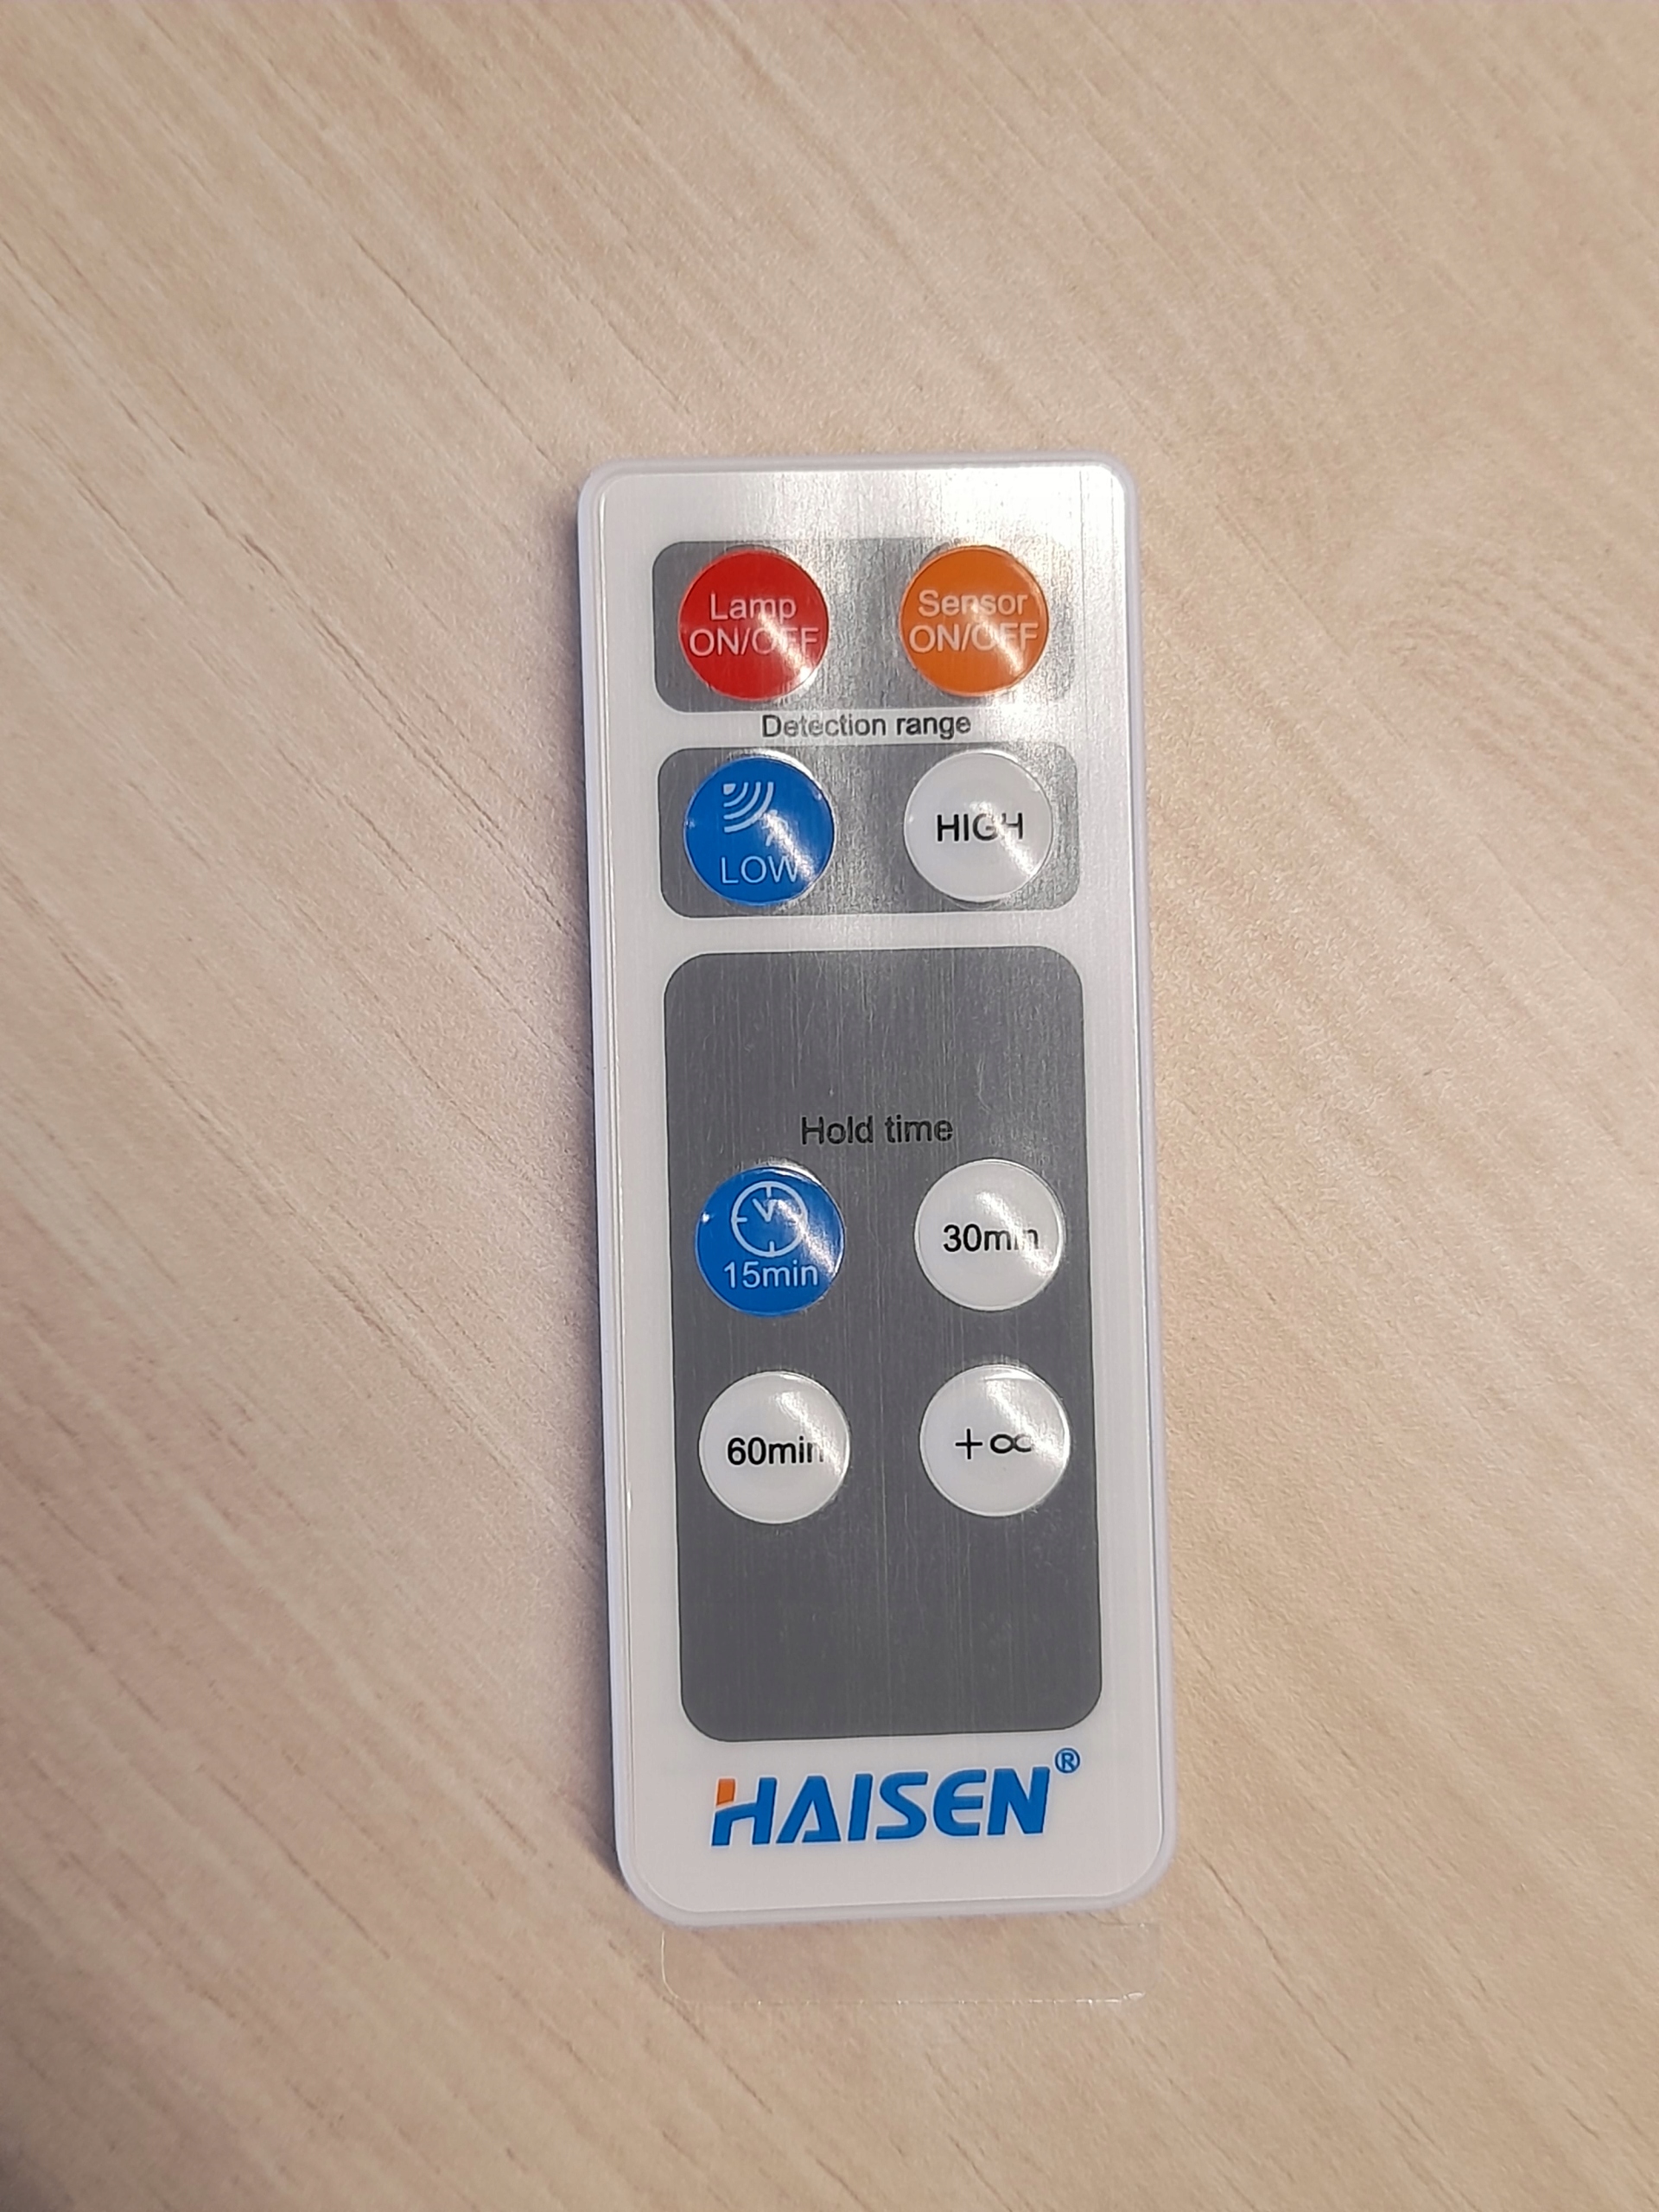 Lamp
ON/OFF
Sensor
ON/OFF
Detection range
LOW
HIGH
Hold time
15min
30min
60min
+∞
HAISEN®